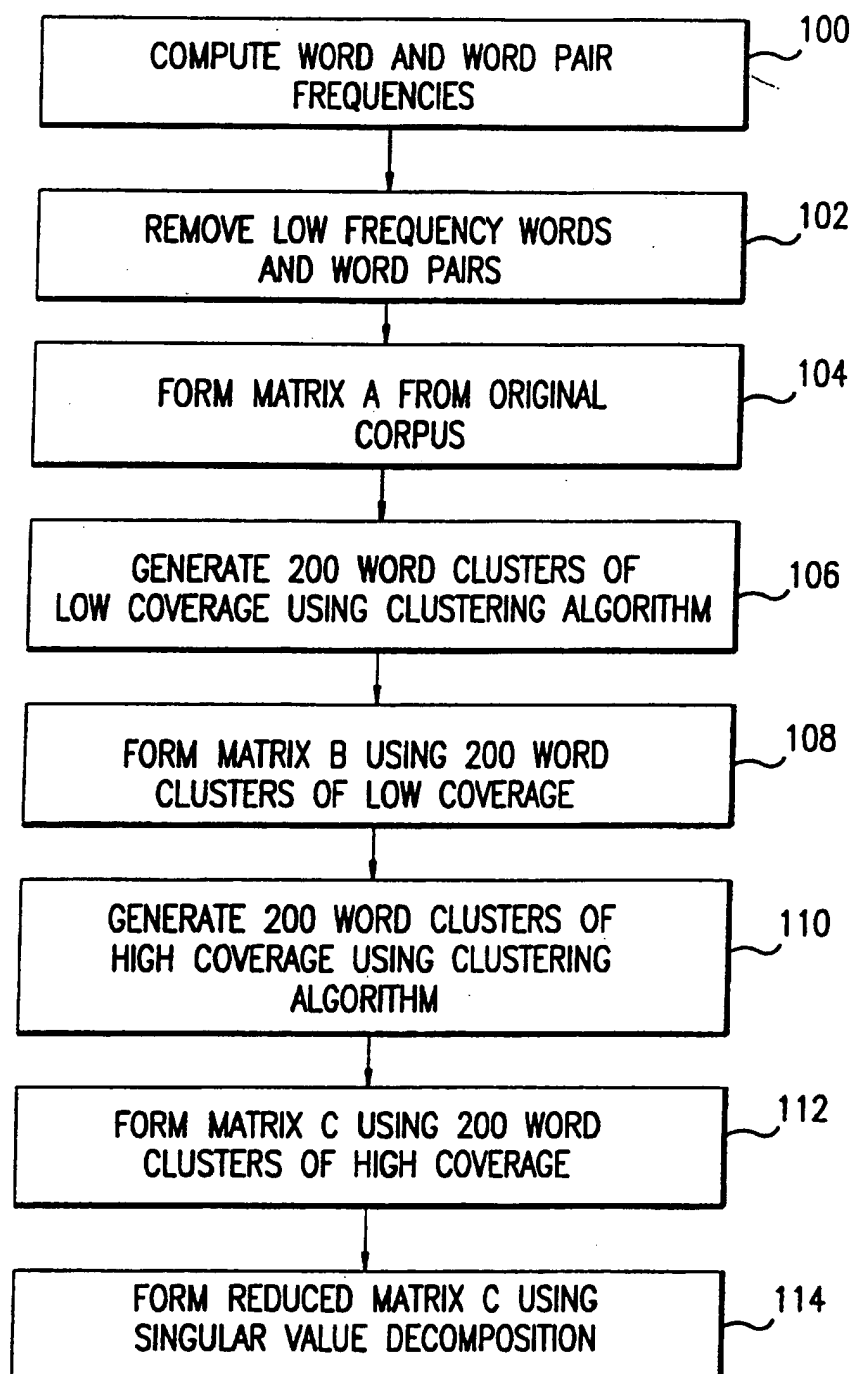 100
COMPUTE WORD AND WORD PAIR
FREQUENCIES
102
REMOVE LOW FREQUENCY WORDS
AND WORD PAIRS
104
FORM MATRIX A FROM ORIGINAL
CORPUS
106
GENERATE 200 WORD CLUSTERS OF
LOW COVERAGE USING CLUSTERING ALGORITHM
108
FORM MATRIX B USING 200 WORD
CLUSTERS OF LOW COVERAGE
110
GENERATE 200 WORD CLUSTERS OF
HIGH COVERAGE USING CLUSTERING
ALGORITHM
112
FORM MATRIX C USING 200 WORD
CLUSTERS OF HIGH COVERAGE
114
FORM REDUCED MATRIX C USING
SINGULAR VALUE DECOMPOSITION